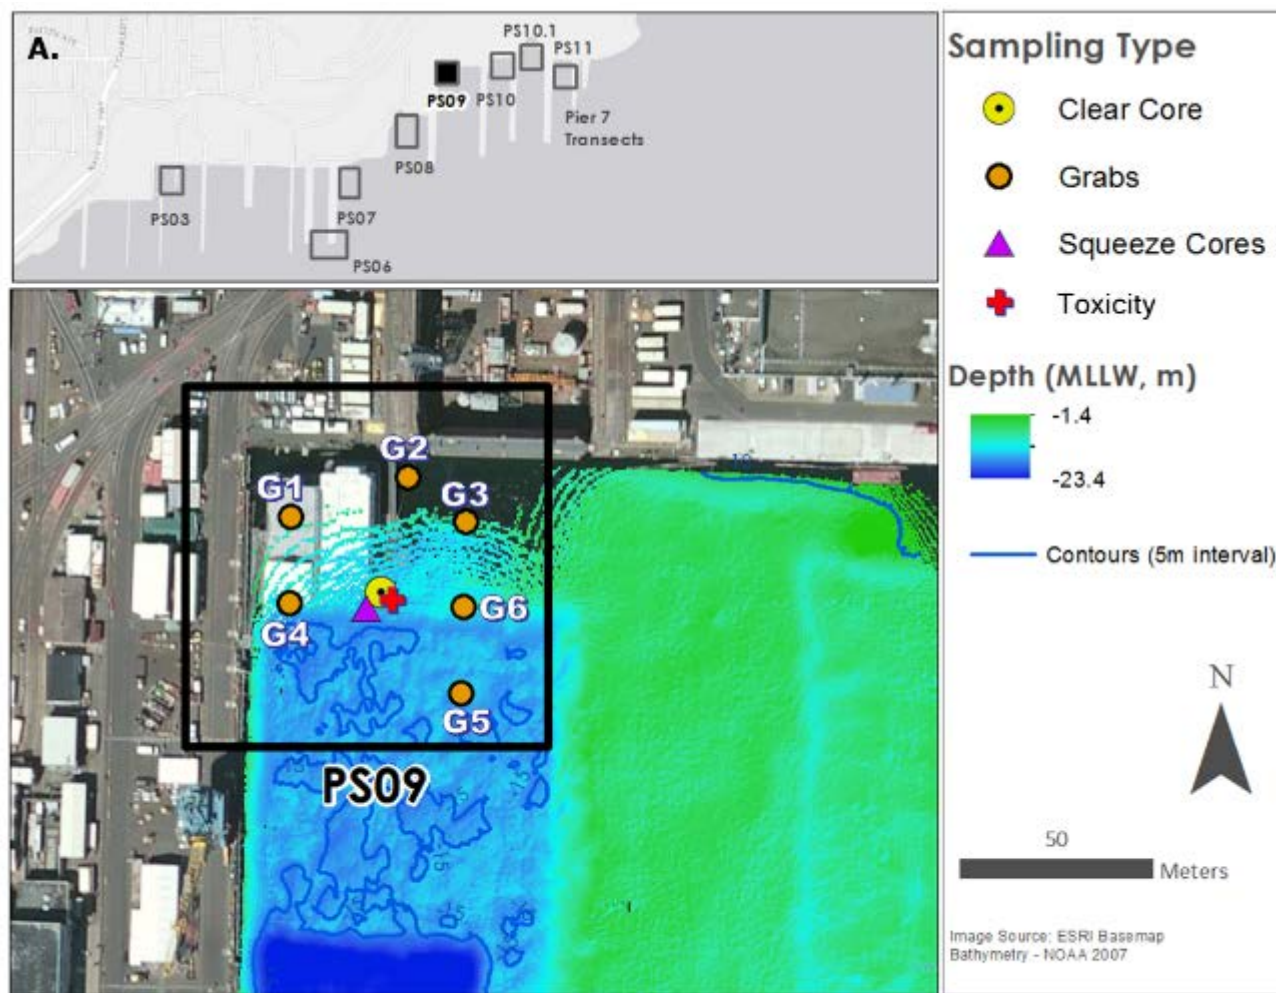 A.
PS10.1
PS11
PS09
PS10
Pier 7
Transects
PS08
PS03
PS07
PS06
G1
G2
G3
G4
G6
G5
PS09
Sampling Type
Clear Core
Grabs
Squeeze Cores
Toxicity
Depth (MLLW, m)
-1.4
-23.4
Contours (5m interval)
N
50
Meters
Image Source: ESRI Basemap
Bathymetry - NOAA 2007